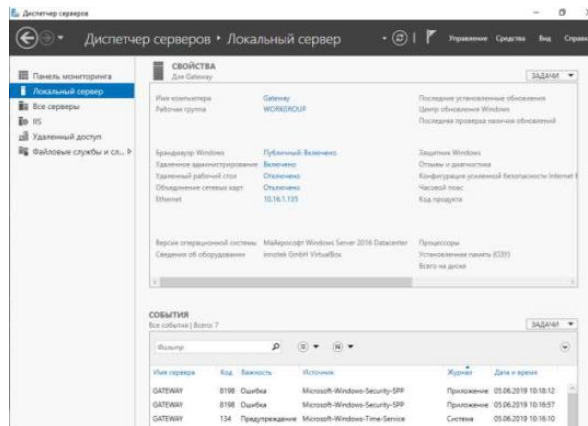 Диспетчер серверов
Диспетчер серверов • Локальный сервер
Управление Средства Вид Справка
Панель мониторинга
Локальный сервер
Все серверы
IIS
Удаленный доступ
Файловые службы и сл...
СВОЙСТВА
Для Gateway
ЗАДАЧИ
Имя компьютера Gateway Последние установленные обновления
Рабочая группа WORKGROUP Центр обновления Windows
Последняя проверка наличия обновлений
Брандмауэр Windows Публичный: Включено Защитник Windows
Удаленное администрирование Включено Отзывы и диагностика
Удаленный рабочий стол Отключено Конфигурация усиленной безопасности Internet
Объединение сетевых карт Отключено Часовой пояс
Ethernet 10.16.1.135 Код продукта
Версия операционной системы Майкрософт Windows Server 2016 Datacenter Процессоры
Сведения об оборудовании innotek GmbH VirtualBox Установленная память (ОЗУ)
Всего на диске
СОБЫТИЯ
Все события | Всего: 7
ЗАДАЧИ
Фильтр
Имя сервера Код Важность Источник Журнал Дата и время
GATEWAY 8198 Ошибка Microsoft-Windows-Security-SPP Приложение 05.06.2019 10:18:12
GATEWAY 8198 Ошибка Microsoft-Windows-Security-SPP Приложение 05.06.2019 10:16:57
GATEWAY 134 Предупреждение Microsoft-Windows-Time-Service Система 05.06.2019 10:16:10